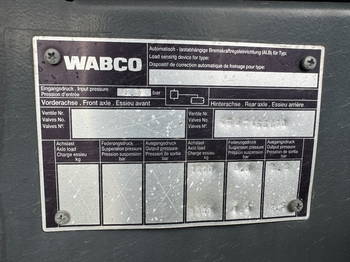 WABCO
Automatisch - lastabhängige Bremskraftregeleinrichtung (ALB) für Typ:
Load sensing device for type:
Dispositif de correction automatique de freinage pour type:
Eingangsdruck, Input pressure
Pression d'entrée bar
Vorderachse, Front axle, Essieu avant Hinterachse, Rear axle, Essieu arrière
Ventile Nr. Ventile Nr.
Valves No. Valves No.
Valves Nº. Valves Nº.
Achslast Federungsdruck Ausgangsdruck Achslast Federungsdruck Ausgangsdruck
Axle load Suspension pressure Output pressure Axle load Suspension pressure Output pressure
Charge essieu Pression suspension Pression de sortie Charge essieu Pression suspension Pression de sortie
kg bar bar kg bar bar